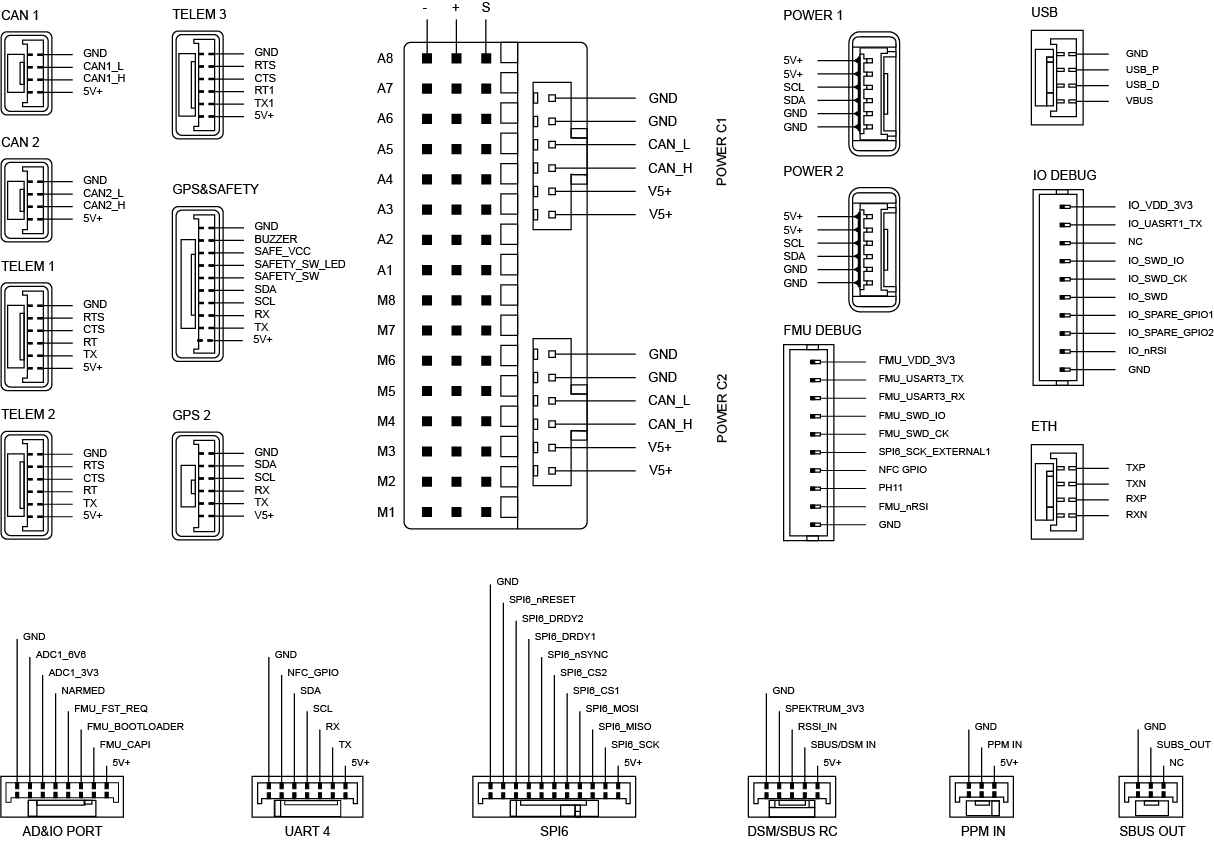 CAN 1
GND
CAN1_L
CAN1_H
5V+
CAN 2
GND
CAN2_L
CAN2_H
5V+
TELEM 1
GND
RTS
CTS
RT
TX
5V+
TELEM 2
GND
RTS
CTS
RT
TX
5V+
TELEM 3
GND
RTS
CTS
RT1
TX1
5V+
GPS&SAFETY
GND
BUZZER
SAFE_VCC
SAFETY_SW_LED
SAFETY_SW
SDA
SCL
RX
TX
5V+
GPS 2
GND
SDA
SCL
RX
TX
V5+
- + S
A8
A7
A6
A5
A4
A3
A2
A1
M8
M7
M6
M5
M4
M3
M2
M1
GND
GND
CAN_L
CAN_H
V5+
V5+
POWER C1
GND
GND
CAN_L
CAN_H
V5+
V5+
POWER C2
POWER 1
5V+
5V+
SCL
SDA
GND
GND
POWER 2
5V+
5V+
SCL
SDA
GND
GND
FMU DEBUG
FMU_VDD_3V3
FMU_USART3_TX
FMU_USART3_RX
FMU_SWD_IO
FMU_SWD_CK
SPI6_SCK_EXTERNAL1
NFC GPIO
PH11
FMU_nRSI
GND
USB
GND
USB_P
USB_D
VBUS
IO DEBUG
IO_VDD_3V3
IO_UASRT1_TX
NC
IO_SWD_IO
IO_SWD_CK
IO_SWD
IO_SPARE_GPIO1
IO_SPARE_GPIO2
IO_nRSI
GND
ETH
TXP
TXN
RXP
RXN
GND
ADC1_6V6
ADC1_3V3
NARMED
FMU_FST_REQ
FMU_BOOTLOADER
FMU_CAPI
5V+
AD&IO PORT
GND
NFC_GPIO
SDA
SCL
RX
TX
5V+
UART 4
GND
SPI6_nRESET
SPI6_DRDY2
SPI6_DRDY1
SPI6_nSYNC
SPI6_CS2
SPI6_CS1
SPI6_MOSI
SPI6_MISO
SPI6_SCK
5V+
SPI6
GND
SPEKTRUM_3V3
RSSI_IN
SBUS/DSM IN
5V+
DSM/SBUS RC
GND
PPM IN
5V+
PPM IN
GND
SUBS_OUT
NC
SBUS OUT